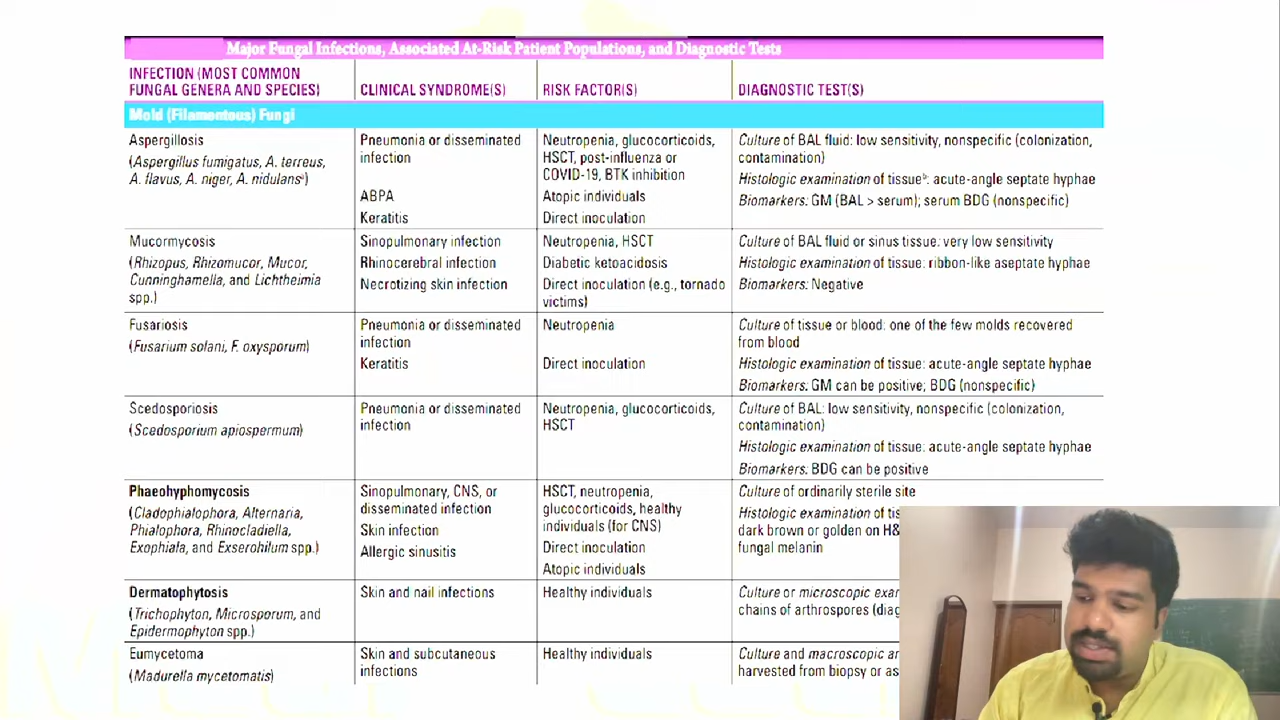 Major Fungal Infections, Associated At-Risk Patient Populations, and Diagnostic Tests
INFECTION (MOST COMMON
FUNGAL GENERA AND SPECIES)
CLINICAL SYNDROME(S)
RISK FACTOR(S)
DIAGNOSTIC TEST(S)
Mold (Filamentous) Fungi
Aspergillosis
(Aspergillus fumigatus, A. terreus,
A. flavus, A. niger, A. nidulansᵃ)
Pneumonia or disseminated
infection
ABPA
Keratitis
Neutropenia, glucocorticoids,
HSCT, post-influenza or
COVID-19, BTK inhibition
Atopic individuals
Direct inoculation
Culture of BAL fluid: low sensitivity, nonspecific (colonization,
contamination)
Histologic examination of tissueᵇ: acute-angle septate hyphae
Biomarkers: GM (BAL > serum); serum BDG (nonspecific)
Mucormycosis
(Rhizopus, Rhizomucor, Mucor,
Cunninghamella, and Lichtheimia
spp.)
Sinopulmonary infection
Rhinocerebral infection
Necrotizing skin infection
Neutropenia, HSCT
Diabetic ketoacidosis
Direct inoculation (e.g., tornado
victims)
Culture of BAL fluid or sinus tissue: very low sensitivity
Histologic examination of tissue: ribbon-like aseptate hyphae
Biomarkers: Negative
Fusariosis
(Fusarium solani, F. oxysporum)
Pneumonia or disseminated
infection
Keratitis
Neutropenia
Direct inoculation
Culture of tissue or blood: one of the few molds recovered
from blood
Histologic examination of tissue: acute-angle septate hyphae
Biomarkers: GM can be positive; BDG (nonspecific)
Scedosporiosis
(Scedosporium apiospermum)
Pneumonia or disseminated
infection
Neutropenia, glucocorticoids,
HSCT
Culture of BAL: low sensitivity, nonspecific (colonization,
contamination)
Histologic examination of tissue: acute-angle septate hyphae
Biomarkers: BDG can be positive
Phaeohyphomycosis
(Cladophialophora, Alternaria,
Phialophora, Rhinocladiella,
Exophiala, and Exserohilum spp.)
Sinopulmonary, CNS, or
disseminated infection
Skin infection
Allergic sinusitis
HSCT, neutropenia,
glucocorticoids, healthy
individuals (for CNS)
Direct inoculation
Atopic individuals
Culture of ordinarily sterile site
Histologic examination of
dark brown or golden on
fungal melanin
Dermatophytosis
(Trichophyton, Microsporum, and
Epidermophyton spp.)
Skin and nail infections
Healthy individuals
Culture or microscopic
chains of arthrospores
Eumycetoma
(Madurella mycetomatis)
Skin and subcutaneous
infections
Healthy individuals
Culture and macroscopic
harvested from biopsy or